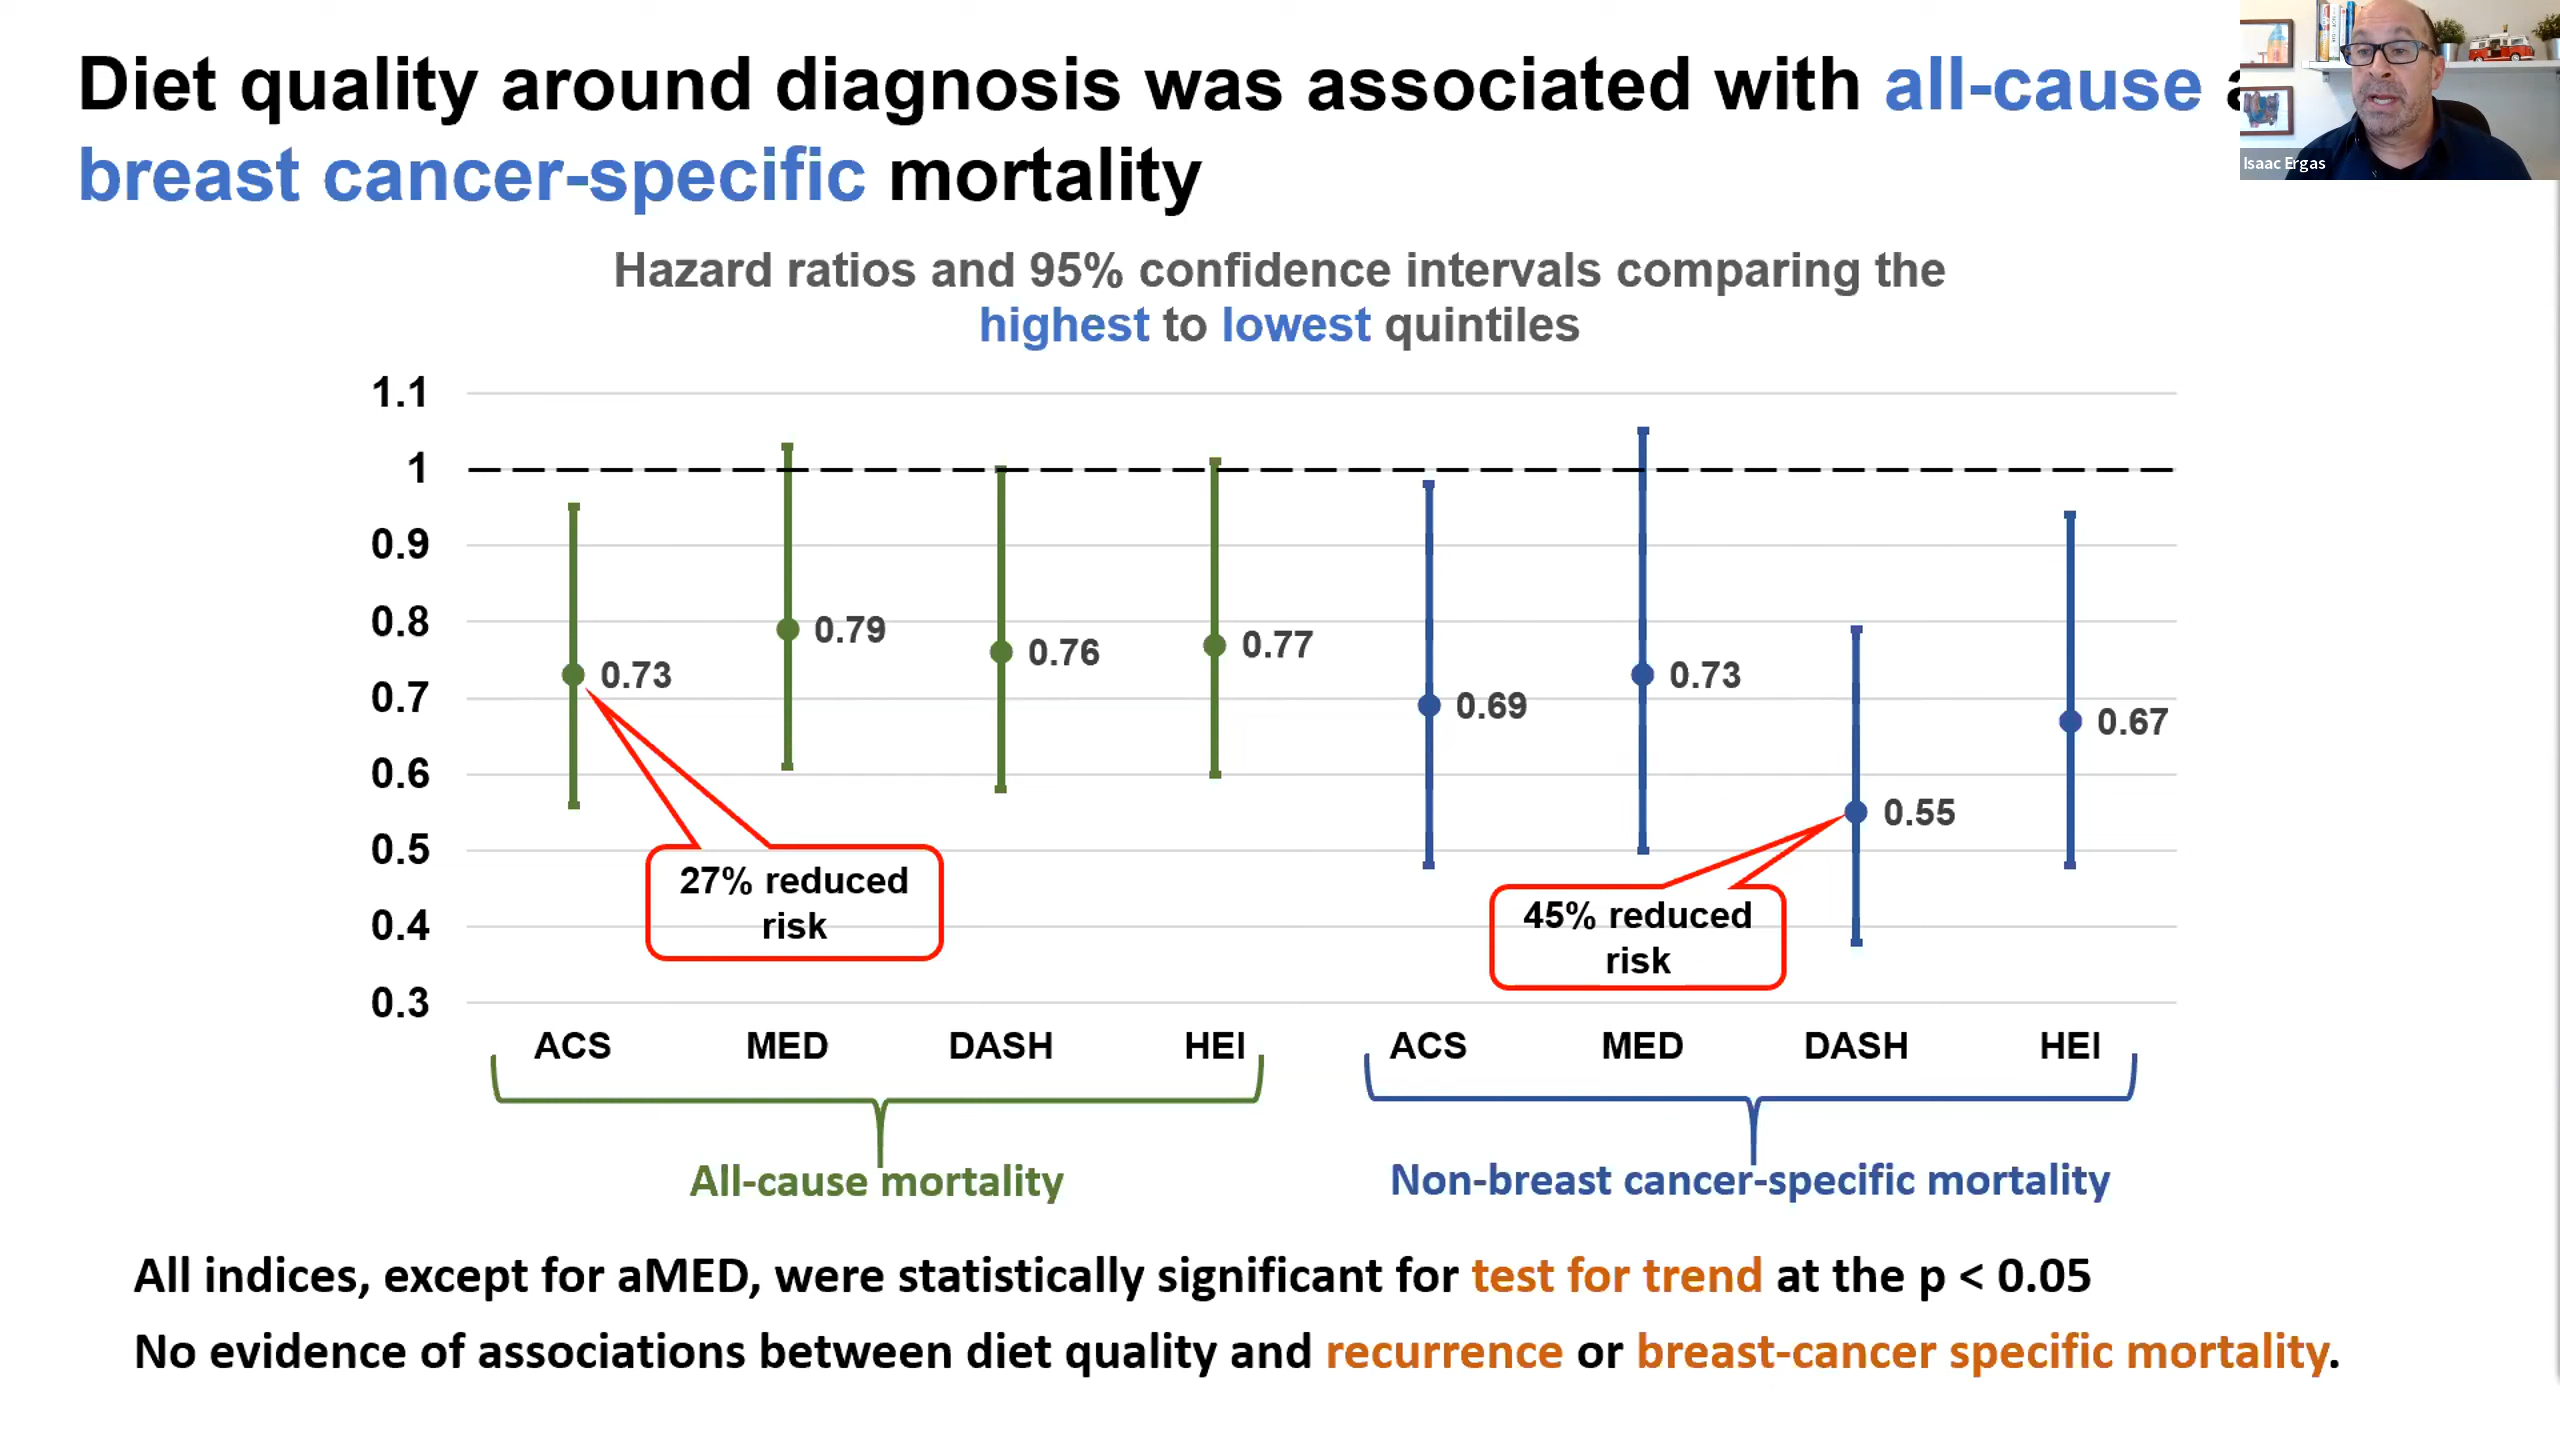 Diet quality around diagnosis was associated with all-cause
breast cancer-specific mortality
Isaac Ergas
Hazard ratios and 95% confidence intervals comparing the
highest to lowest quintiles
1.1
1
0.9
0.8
0.7
0.6
0.5
0.4
0.3
0.73
0.79
0.76
0.77
0.69
0.73
0.55
0.67
27% reduced
risk
45% reduced
risk
ACS MED DASH HEI ACS MED DASH HEI
All-cause mortality
Non-breast cancer-specific mortality
All indices, except for aMED, were statistically significant for test for trend at the p < 0.05
No evidence of associations between diet quality and recurrence or breast-cancer specific mortality.